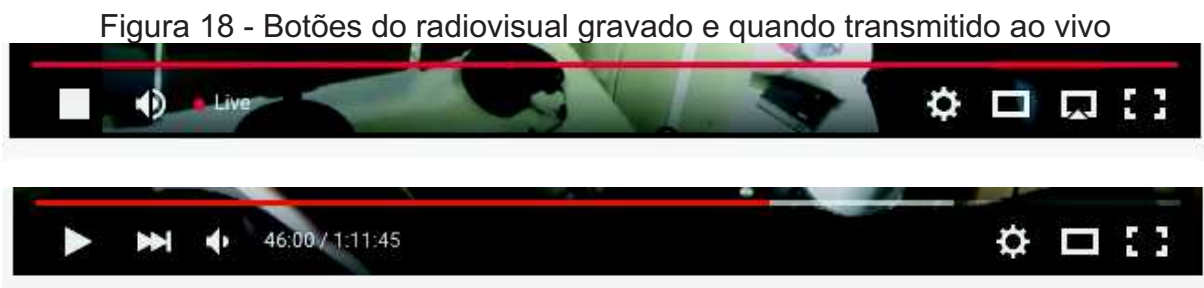 Figura 18 - Botões do radiovisual gravado e quando transmitido ao vivo
Live
46:00 / 1:11:45